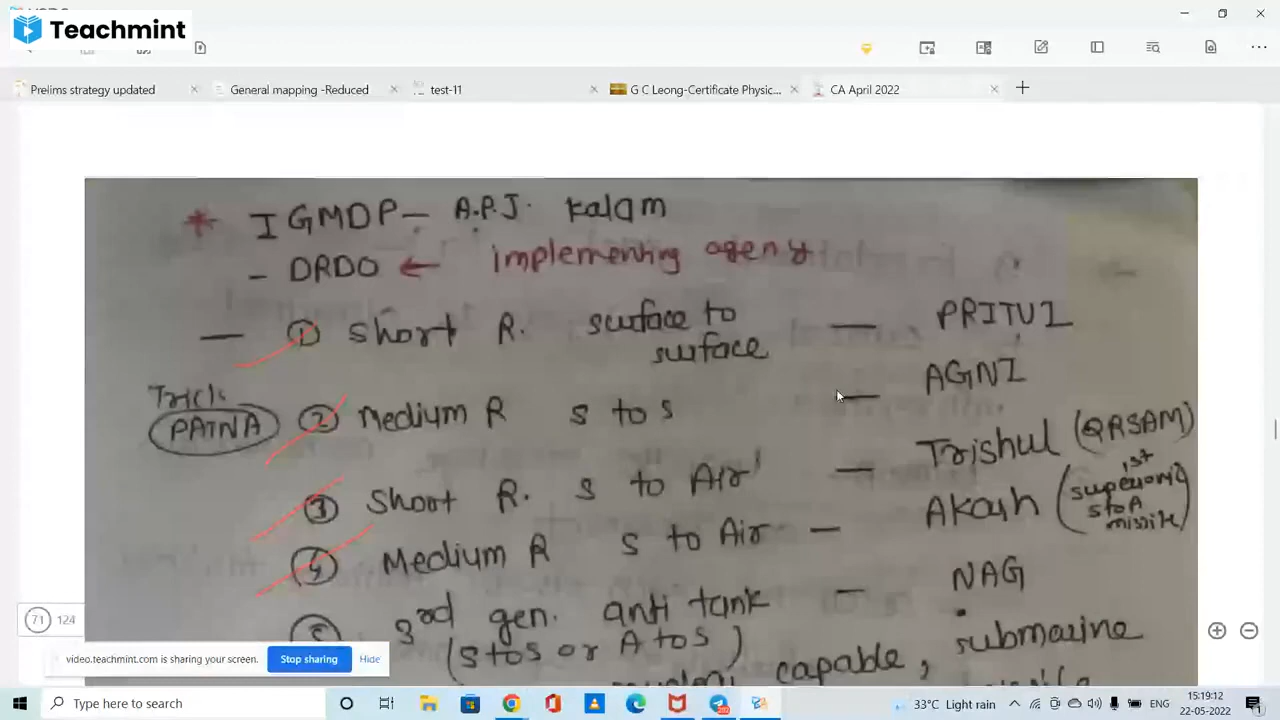 Teachmint
Prelims strategy updated
General mapping -Reduced
test-11
G C Leong-Certificate Physic...
CA April 2022
* IGMDP - A.P.J. Kalam
- DRDO ← implementing agency
— ① Short R. surface to surface — PRITVI
Trick
PATNA
② Medium R S to S — AGNI
③ Short R. S to Air — Trishul (QRSAM)
④ Medium R S to Air — Akash (1st supersonic S to A missile)
⑤ 3rd gen. anti tank — NAG
(S to S or A to S)
capable, submarine
71 124
video.teachmint.com is sharing your screen.
Stop sharing
Hide
Type here to search
33°C Light rain
ENG
15:19:12
22-05-2022